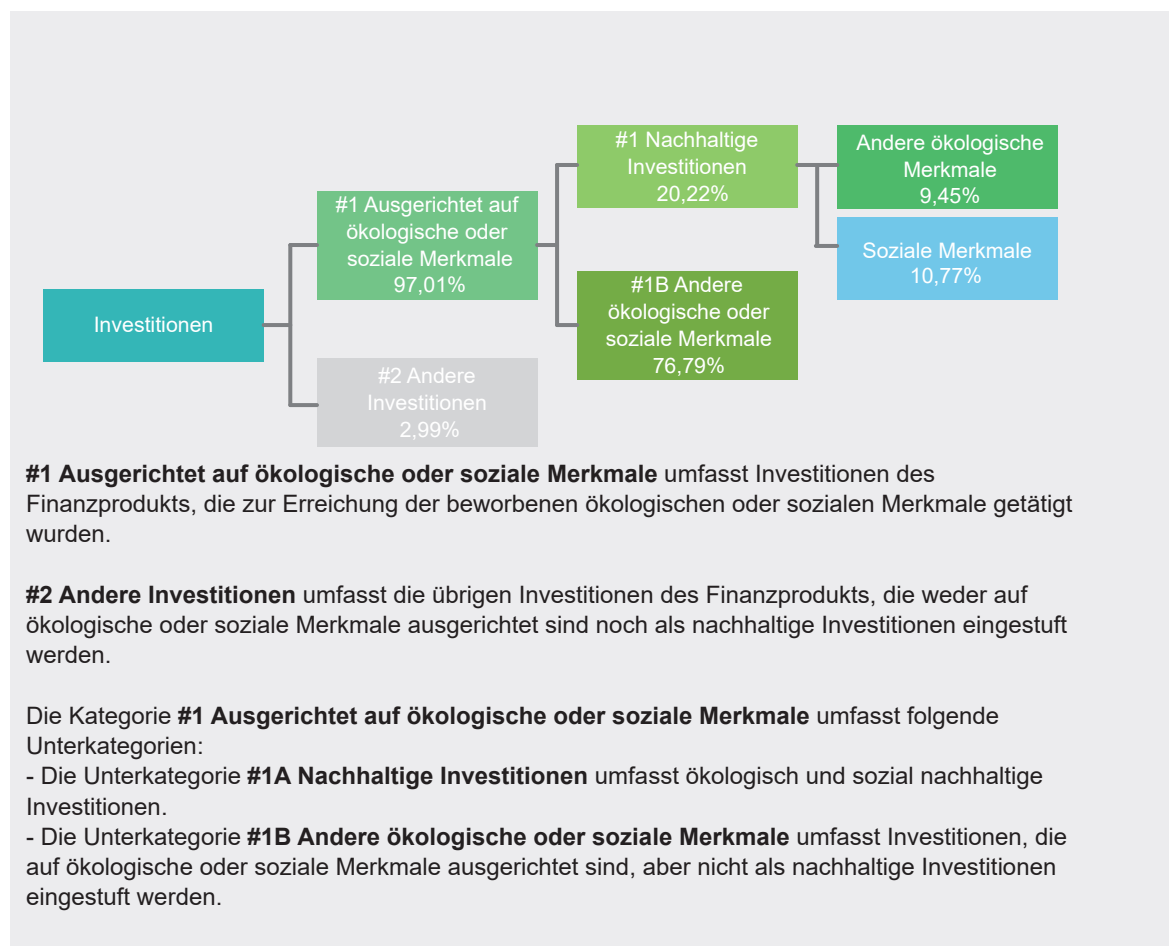 #1 Nachhaltige
Investitionen
20,22%
Andere ökologische
Merkmale
9,45%
#1 Ausgerichtet auf
ökologische oder
soziale Merkmale
97,01%
Soziale Merkmale
10,77%
#1B Andere
ökologische oder
soziale Merkmale
76,79%
Investitionen
#2 Andere
Investitionen
2,99%
#1 Ausgerichtet auf ökologische oder soziale Merkmale umfasst Investitionen des
Finanzprodukts, die zur Erreichung der beworbenen ökologischen oder sozialen Merkmale getätigt
wurden.
#2 Andere Investitionen umfasst die übrigen Investitionen des Finanzprodukts, die weder auf
ökologische oder soziale Merkmale ausgerichtet sind noch als nachhaltige Investitionen eingestuft
werden.
Die Kategorie #1 Ausgerichtet auf ökologische oder soziale Merkmale umfasst folgende
Unterkategorien:
- Die Unterkategorie #1A Nachhaltige Investitionen umfasst ökologisch und sozial nachhaltige
Investitionen.
- Die Unterkategorie #1B Andere ökologische oder soziale Merkmale umfasst Investitionen, die
auf ökologische oder soziale Merkmale ausgerichtet sind, aber nicht als nachhaltige Investitionen
eingestuft werden.